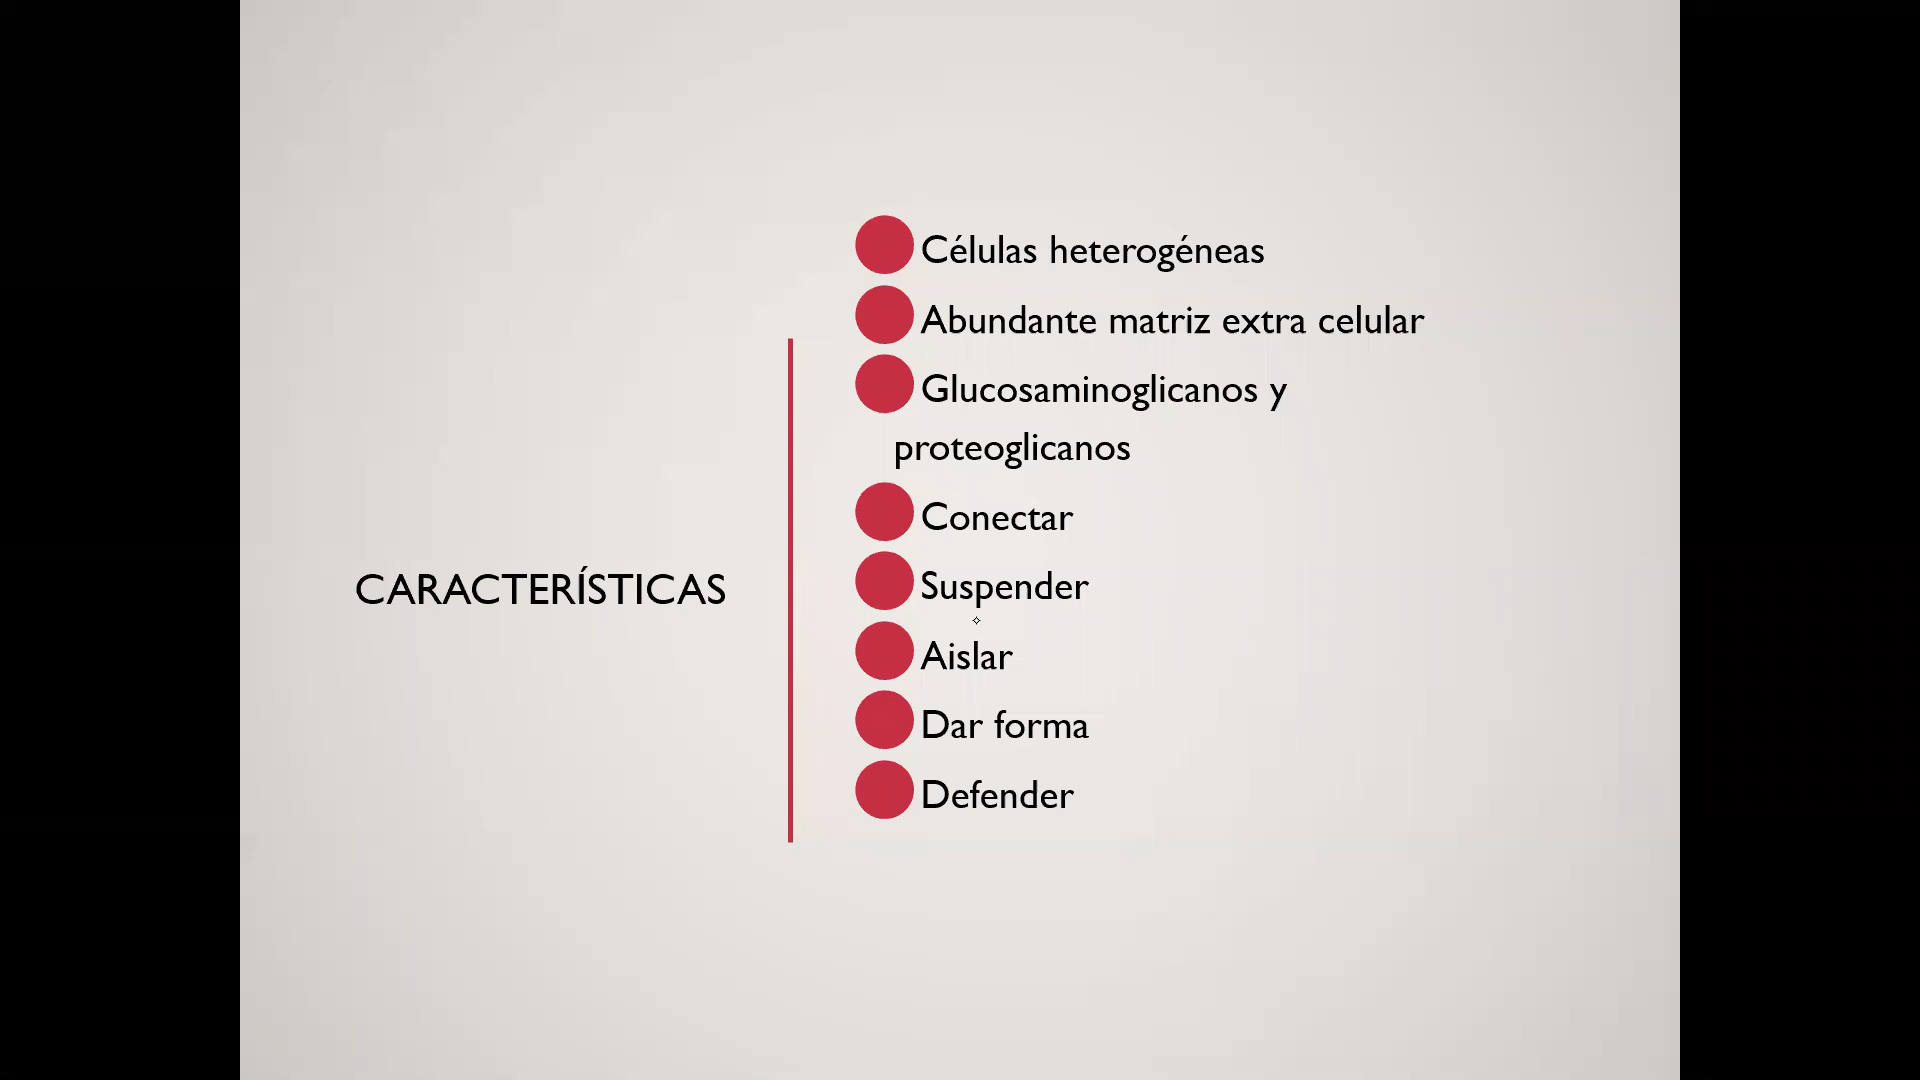 CARACTERÍSTICAS
Células heterogéneas
Abundante matriz extra celular
Glucosaminoglicanos y
proteoglicanos
Conectar
Suspender
Aislar
Dar forma
Defender